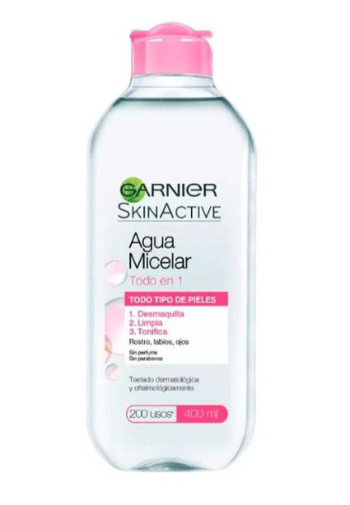 GARNIER
SKINACTIVE
Agua
Micelar
Todo en 1
TODO TIPO DE PIELES
1. Desmaquilla
2. Limpia
3. Tonifica
Rostro, labios, ojos
Sin perfume
Sin parabenos
Testado dermatológica
y oftalmológicamente
200 usos* 400 ml